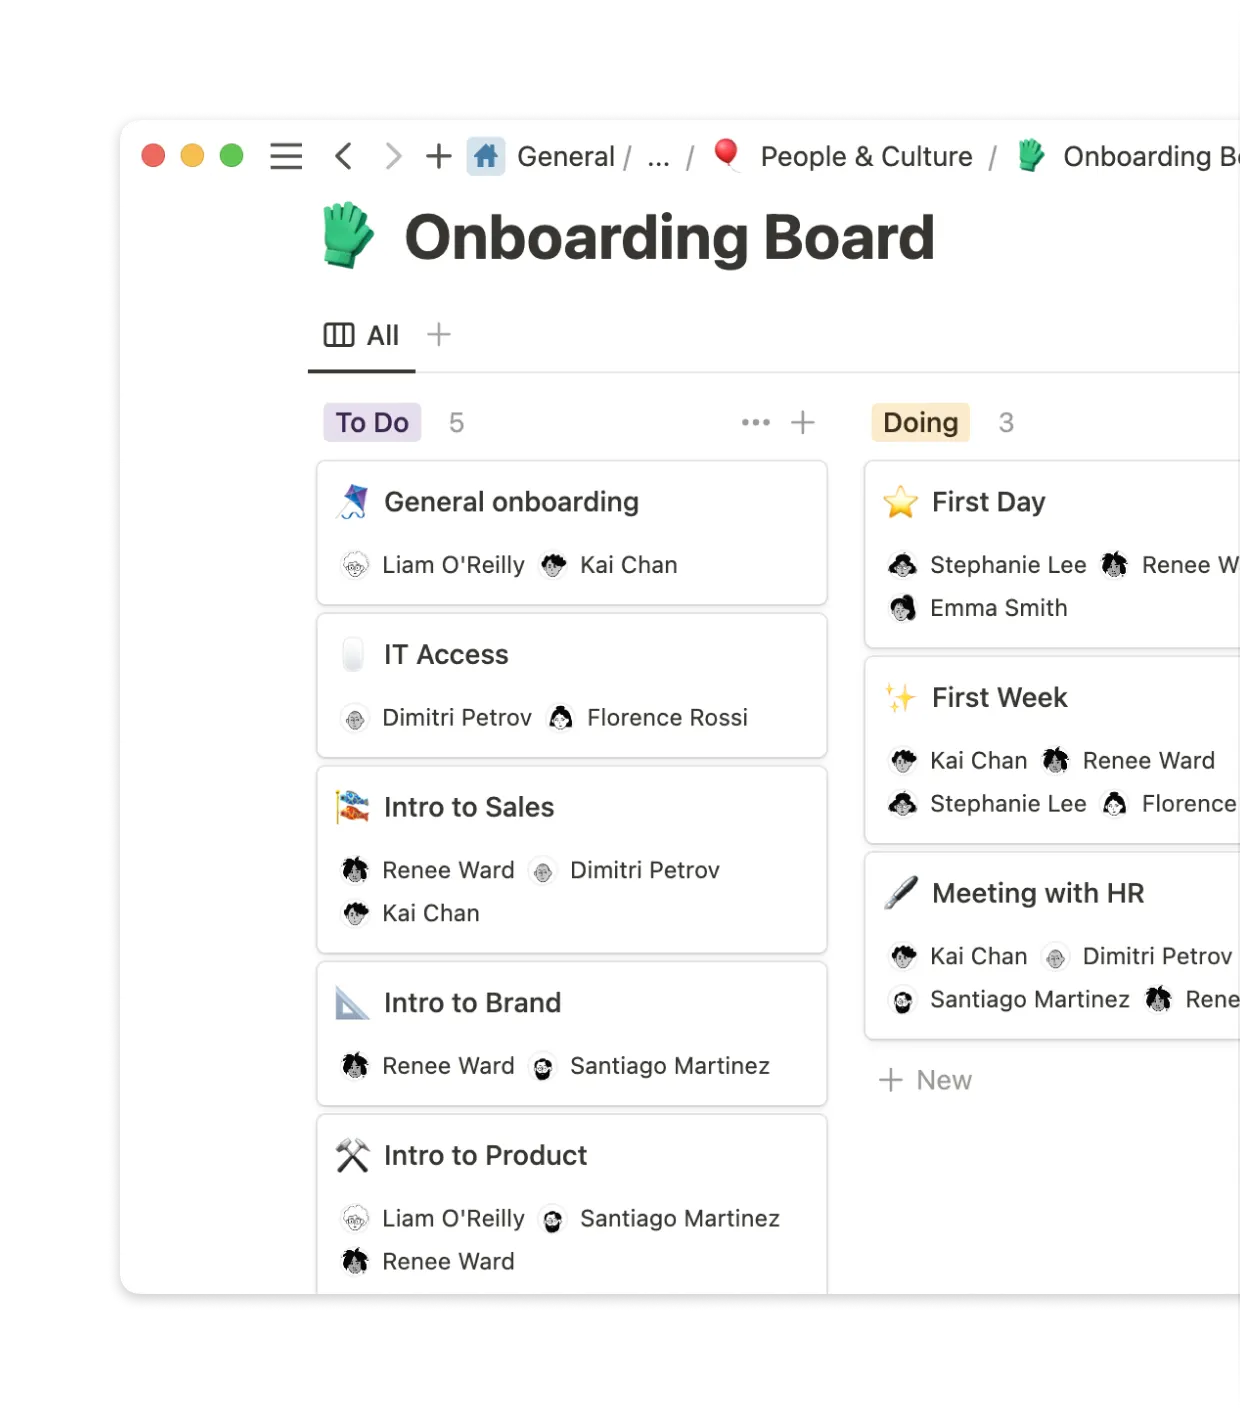 General / ... / People & Culture / Onboarding
Onboarding Board
All
To Do 5
General onboarding
Liam O'Reilly Kai Chan
IT Access
Dimitri Petrov Florence Rossi
Intro to Sales
Renee Ward Dimitri Petrov
Kai Chan
Intro to Brand
Renee Ward Santiago Martinez
Intro to Product
Liam O'Reilly Santiago Martinez
Renee Ward
Doing 3
First Day
Stephanie Lee Renee
Emma Smith
First Week
Kai Chan Renee Ward
Stephanie Lee Florence
Meeting with HR
Kai Chan Dimitri Petrov
Santiago Martinez
New